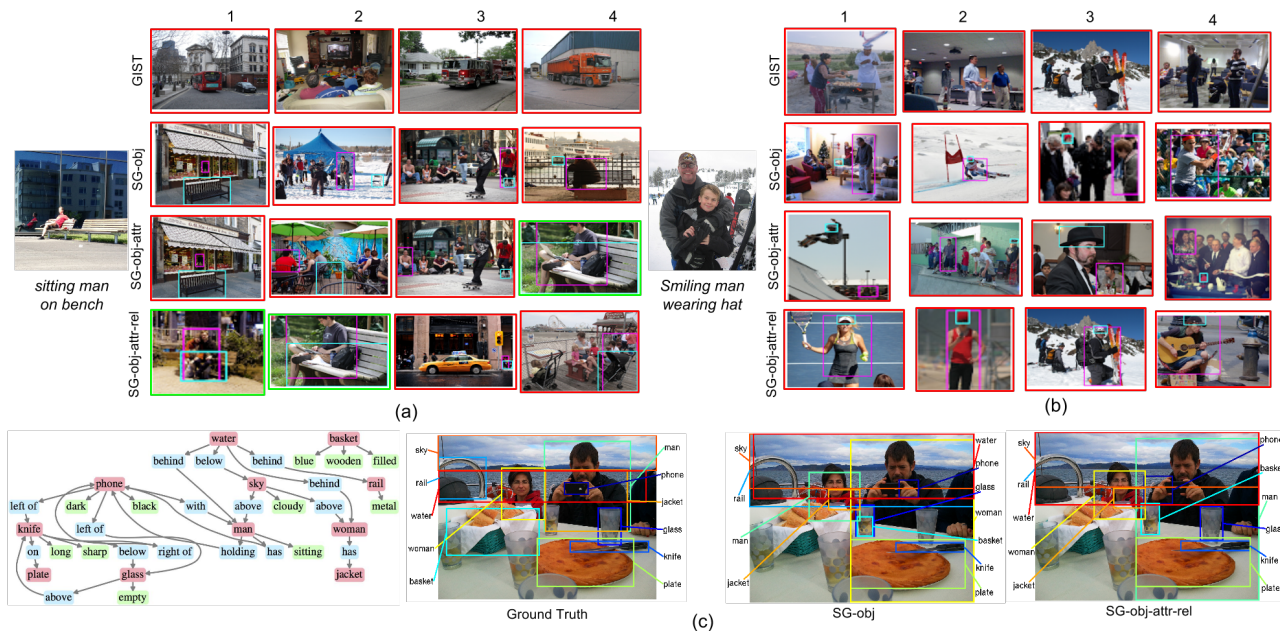 1 2 3 4
GIST
SG-obj
SG-obj-attr
SG-obj-attr-rel
sitting man
on bench
(a)
1 2 3 4
GIST
SG-obj
SG-obj-attr
SG-obj-attr-rel
Smiling man
wearing hat
(b)
water basket
behind below behind blue wooden filled
phone sky behind rail
left of dark black with above cloudy above metal
knife left of man woman
on long sharp below right of holding has sitting has
plate glass jacket
above empty
sky
rail
water
woman
basket
man
phone
jacket
glass
knife
plate
Ground Truth
sky
rail
man
jacket
water
phone
glass
woman
basket
knife
plate
SG-obj
(c)
sky
rail
water
woman
jacket
phone
basket
man
glass
knife
plate
SG-obj-attr-rel